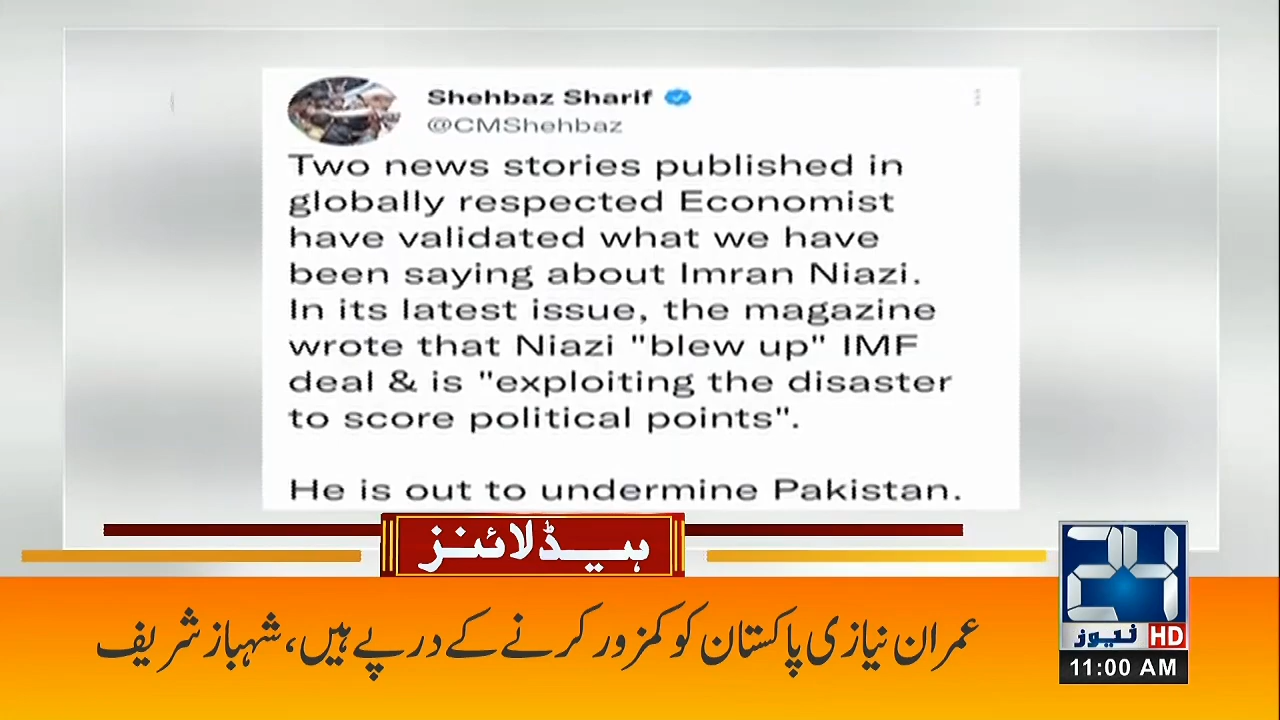 Shehbaz Sharif
@CMShehbaz
Two news stories published in
globally respected Economist
have validated what we have
been saying about Imran Niazi.
In its latest issue, the magazine
wrote that Niazi "blew up" IMF
deal & is "exploiting the disaster
to score political points".
He is out to undermine Pakistan.
ہیڈلائنز
عمران نیازی پاکستان کو کمزور کرنے کے درپے ہیں، شہباز شریف
24
نیوز HD
11:00 AM